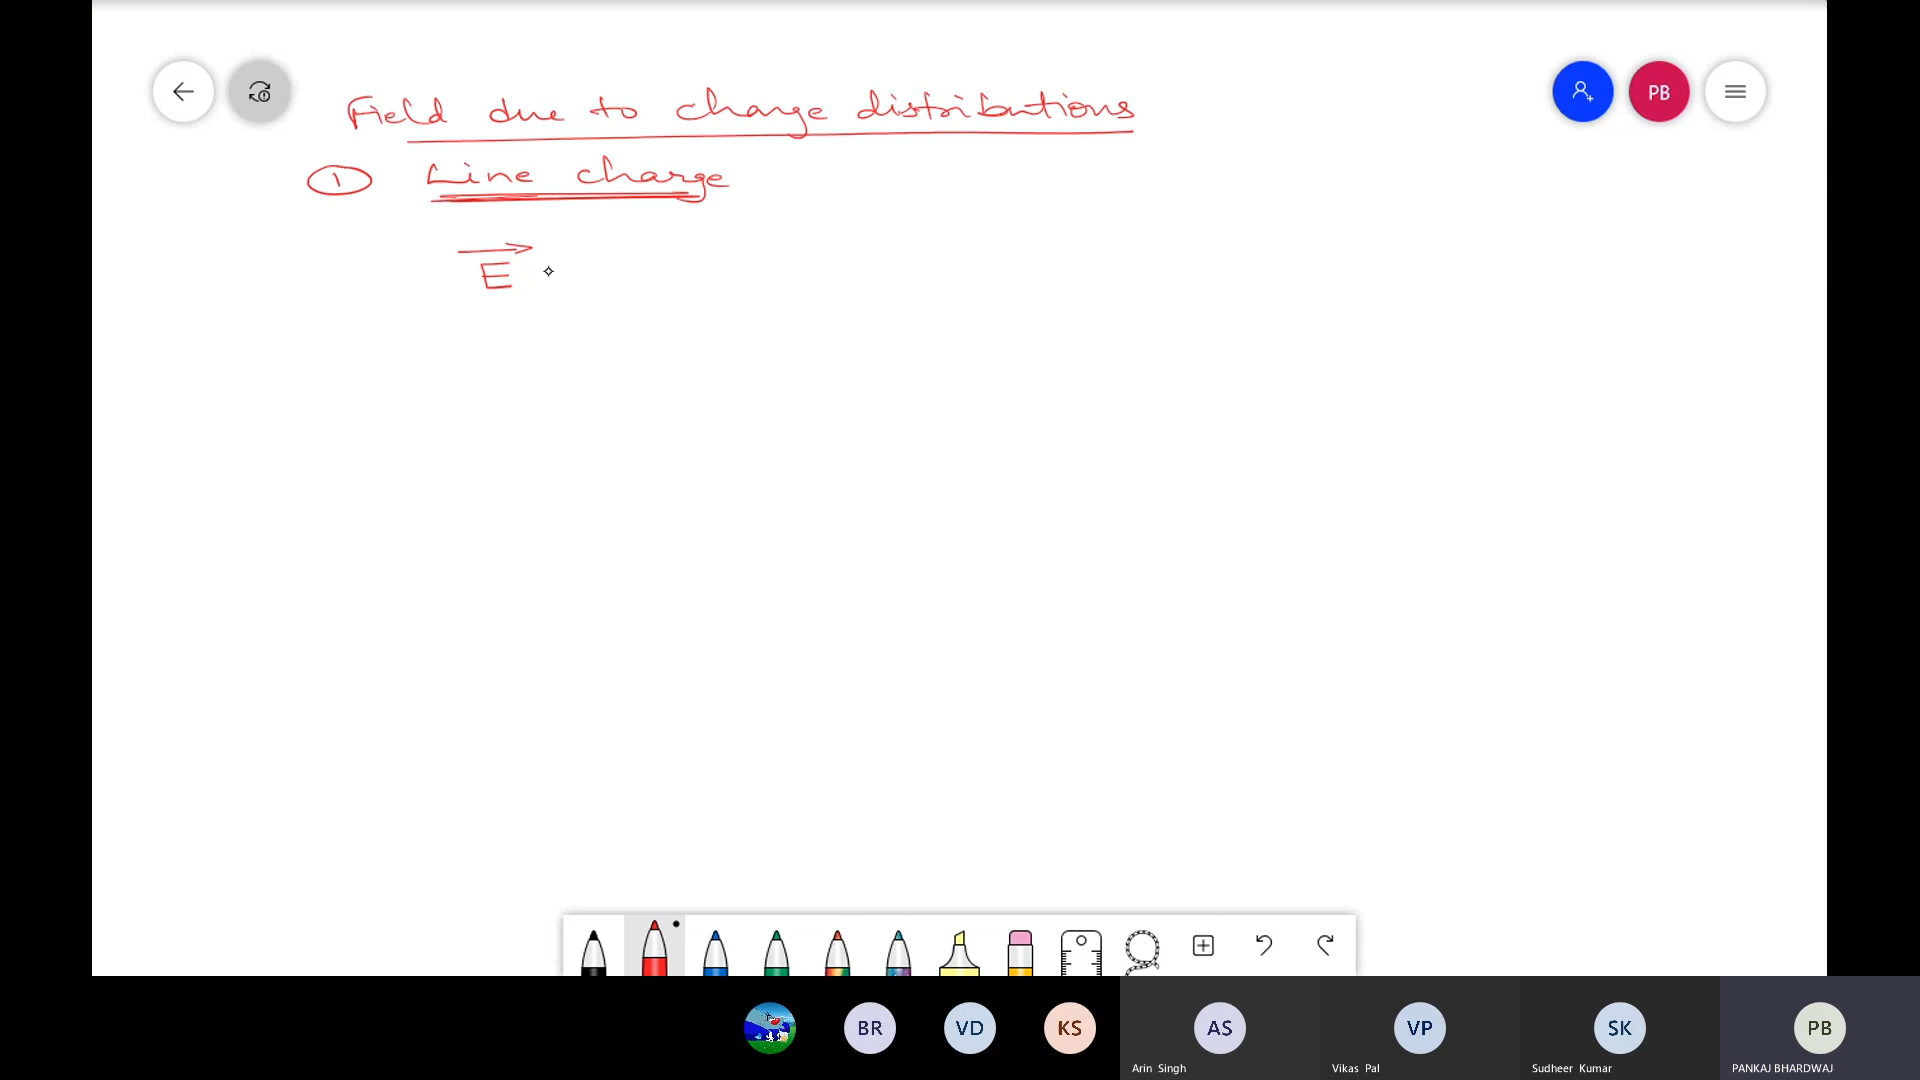 PB
Field due to charge distributions
① Line charge
E
BR
VD
KS
AS
VP
SK
PB
Arin Singh
Vikas Pal
Sudheer Kumar
PANKAJ BHARDWAJ